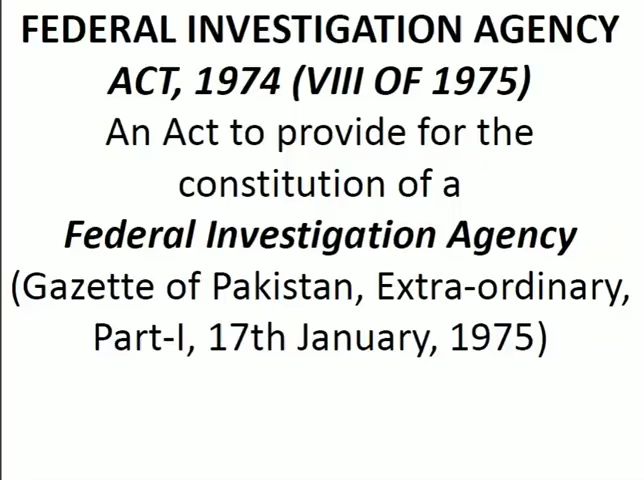 FEDERAL INVESTIGATION AGENCY
ACT, 1974 (VIII OF 1975)
An Act to provide for the
constitution of a
Federal Investigation Agency
(Gazette of Pakistan, Extra-ordinary,
Part-I, 17th January, 1975)